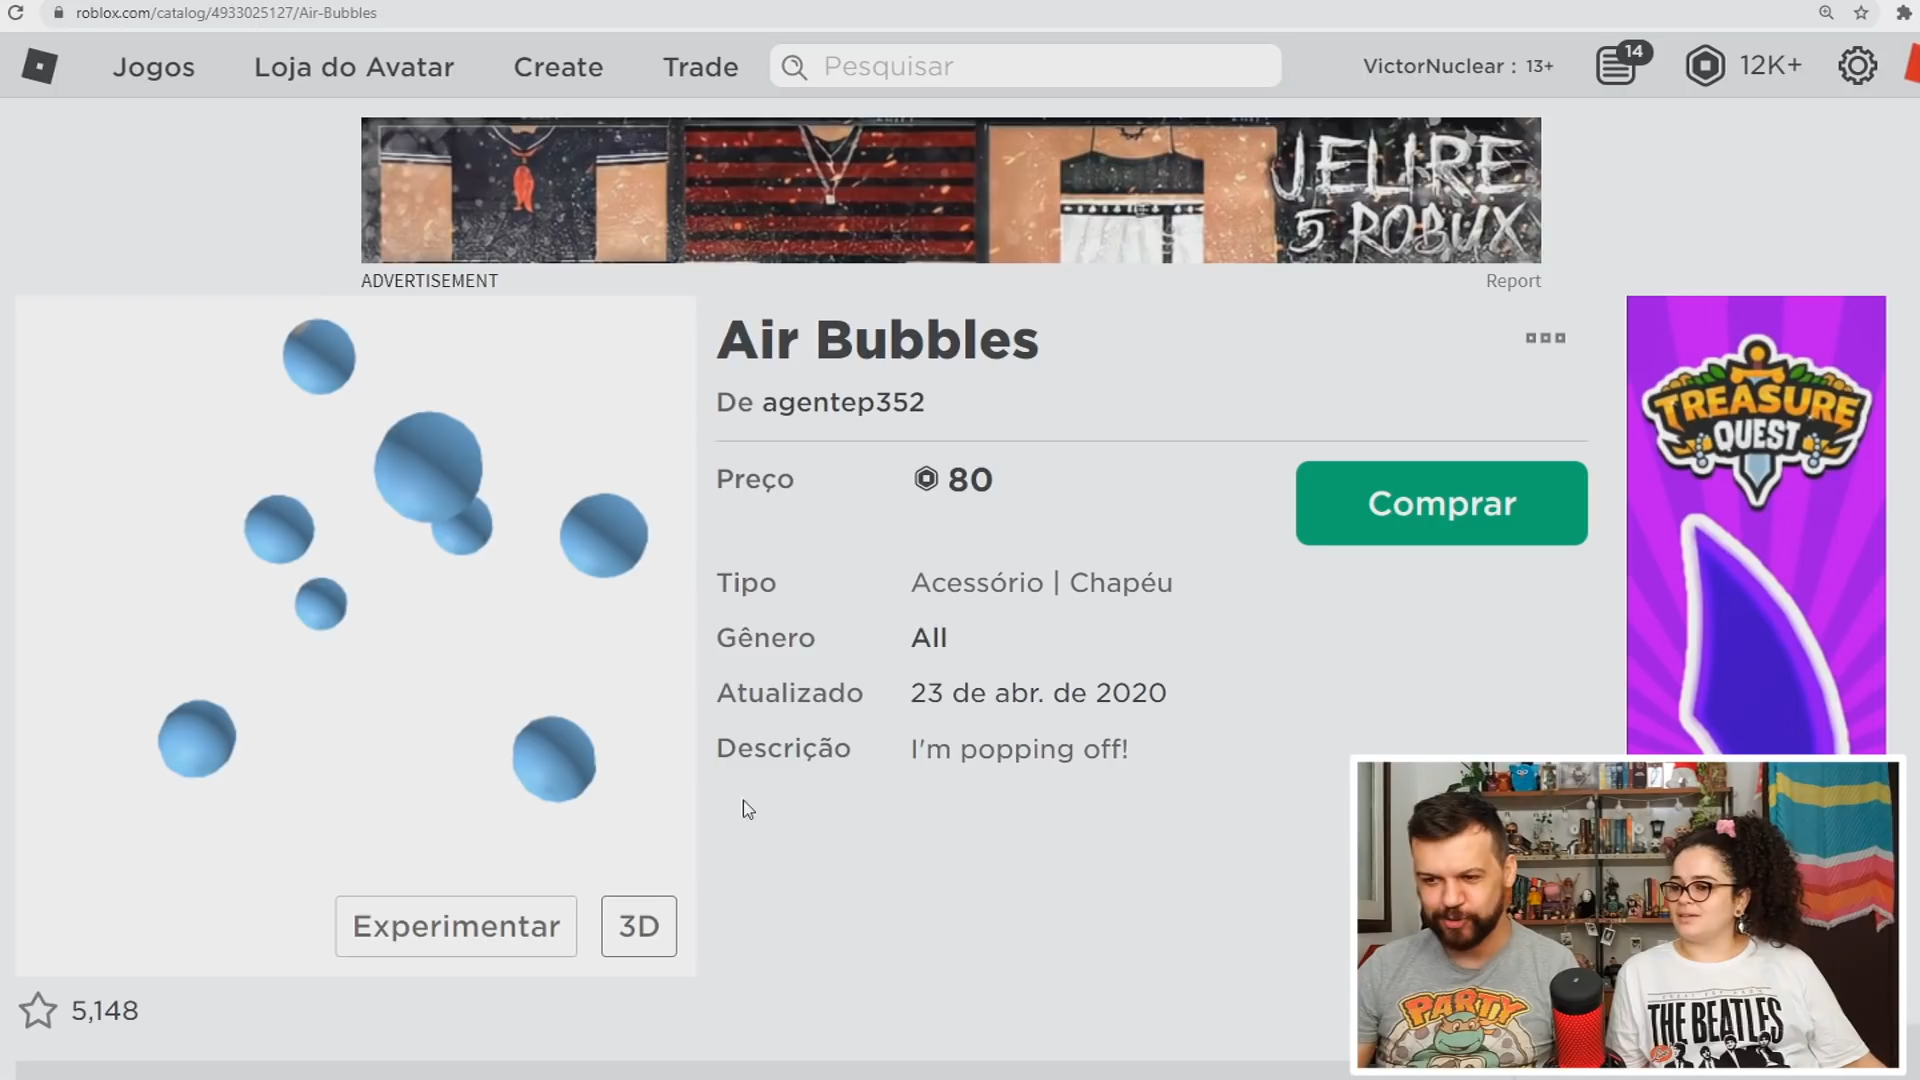 roblox.com/catalog/4933025127/Air-Bubbles
Jogos
Loja do Avatar
Create
Trade
Pesquisar
VictorNuclear : 13+
14
12K+
JELIRE
5 ROBUX
ADVERTISEMENT
Report
Air Bubbles
De agentep352
Preço
80
Comprar
Tipo
Acessório | Chapéu
Gênero
All
Atualizado
23 de abr. de 2020
Descrição
I'm popping off!
Experimentar
3D
5,148
TREASURE
QUEST
PARTY
THE BEATLES